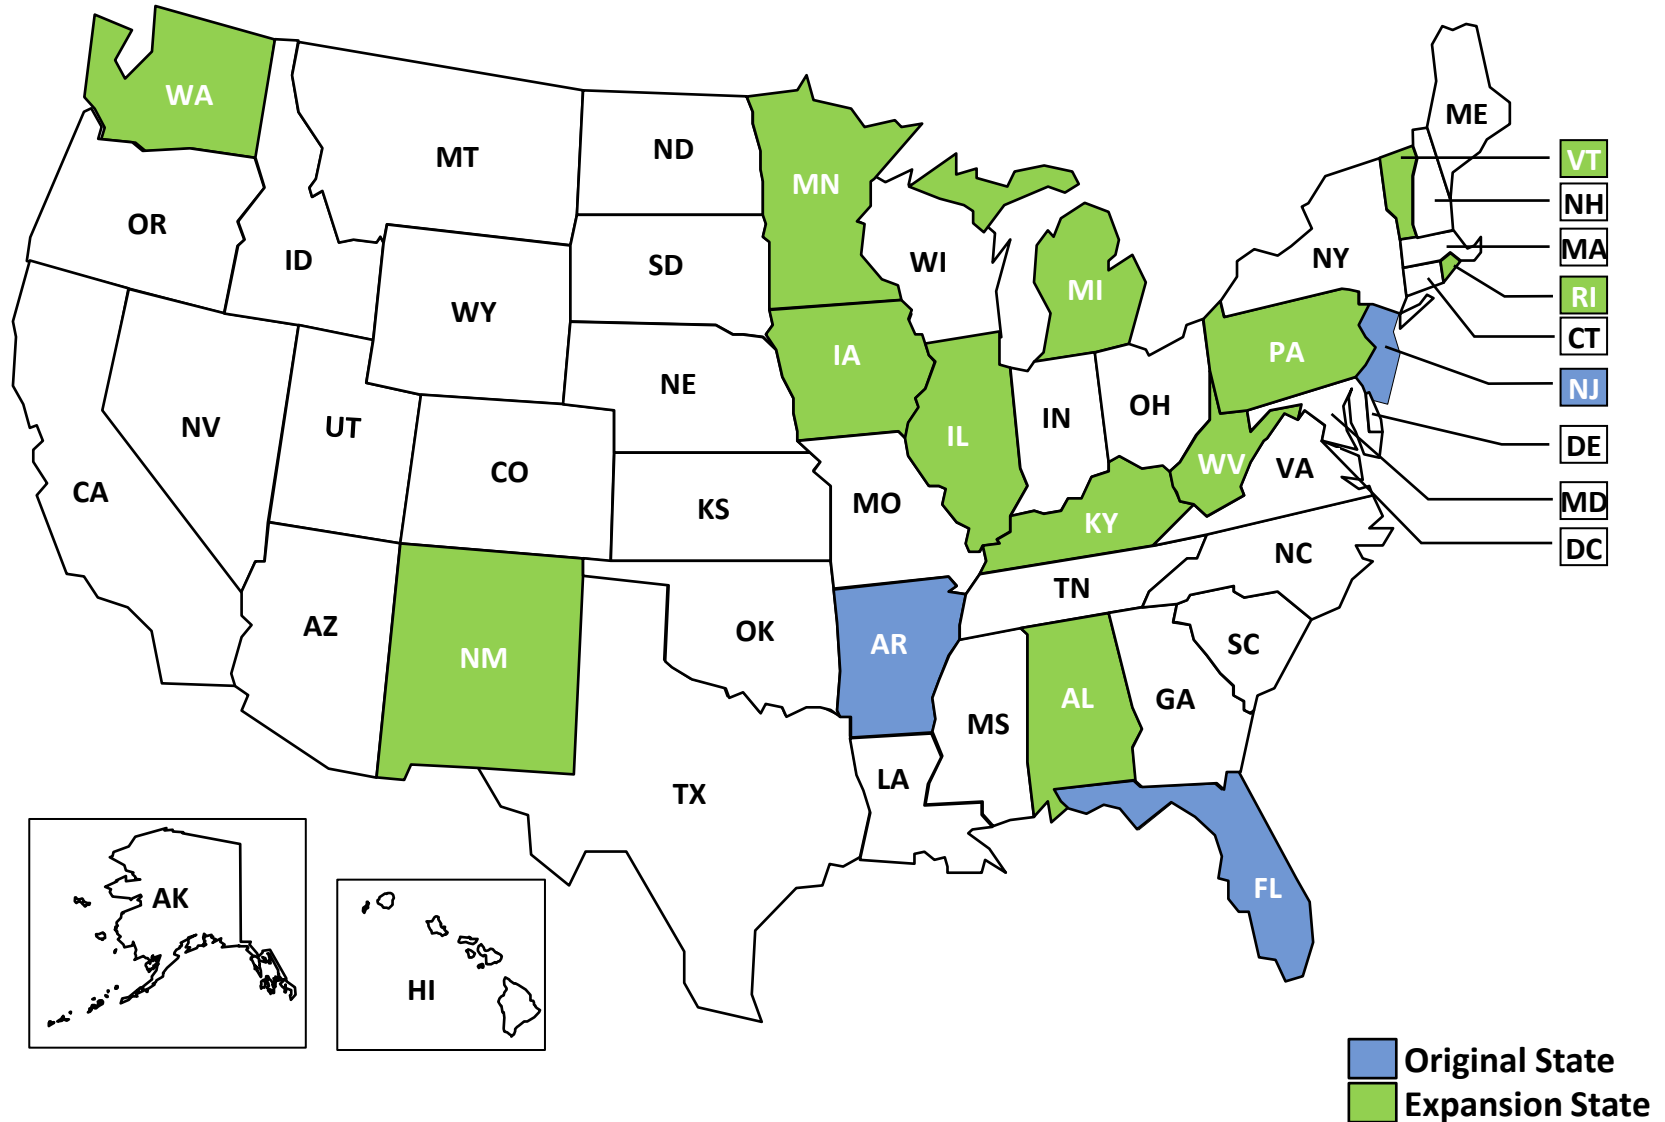 WA
MT
ND
MN
ME
VT
NH
OR
ID
SD
WI
NY
MA
MI
RI
WY
CT
IA
PA
NE
NJ
NV
UT
IL
IN
OH
DE
CA
CO
KS
MO
WV
VA
KY
MD
NC
DC
AZ
NM
OK
AR
TN
SC
MS
AL
GA
TX
LA
FL
AK
HI
Original State
Expansion State